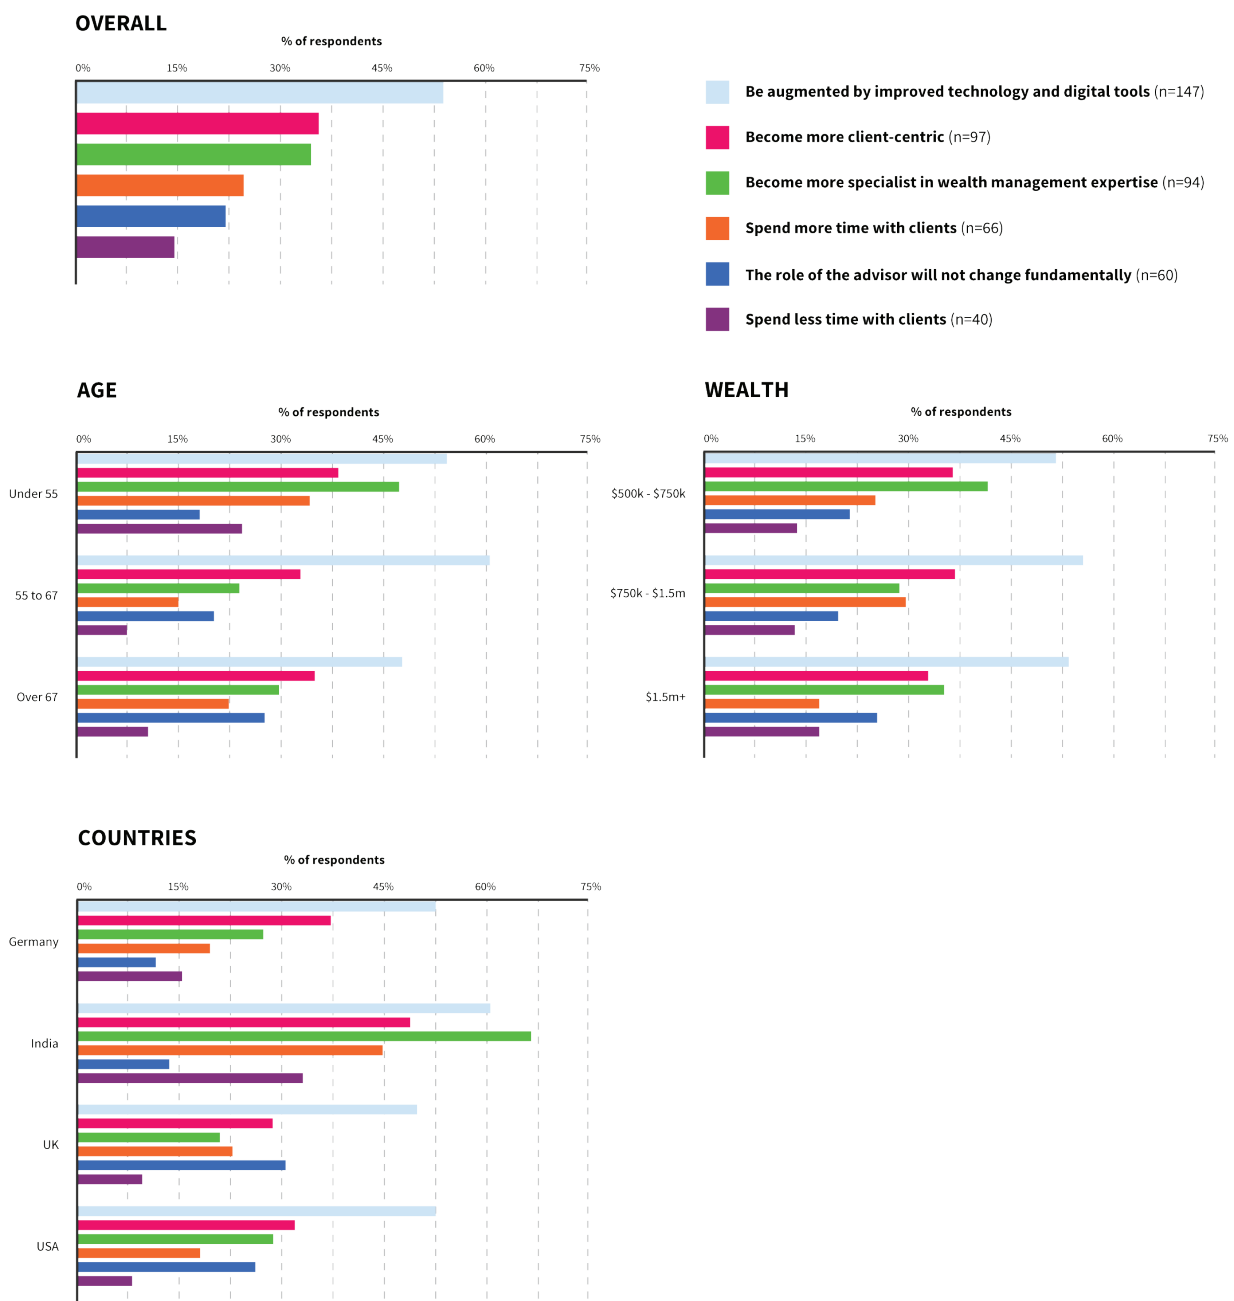 OVERALL
% of respondents
0% 15% 30% 45% 60% 75%
Be augmented by improved technology and digital tools (n=147)
Become more client-centric (n=97)
Become more specialist in wealth management expertise (n=94)
Spend more time with clients (n=66)
The role of the advisor will not change fundamentally (n=60)
Spend less time with clients (n=40)
AGE
% of respondents
0% 15% 30% 45% 60% 75%
Under 55
55 to 67
Over 67
WEALTH
% of respondents
0% 15% 30% 45% 60% 75%
$500k - $750k
$750k - $1.5m
$1.5m+
COUNTRIES
% of respondents
0% 15% 30% 45% 60% 75%
Germany
India
UK
USA